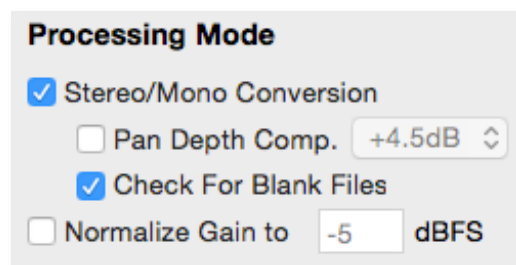 Processing Mode
Stereo/Mono Conversion
Pan Depth Comp. +4.5dB
Check For Blank Files
Normalize Gain to -5 dBFS